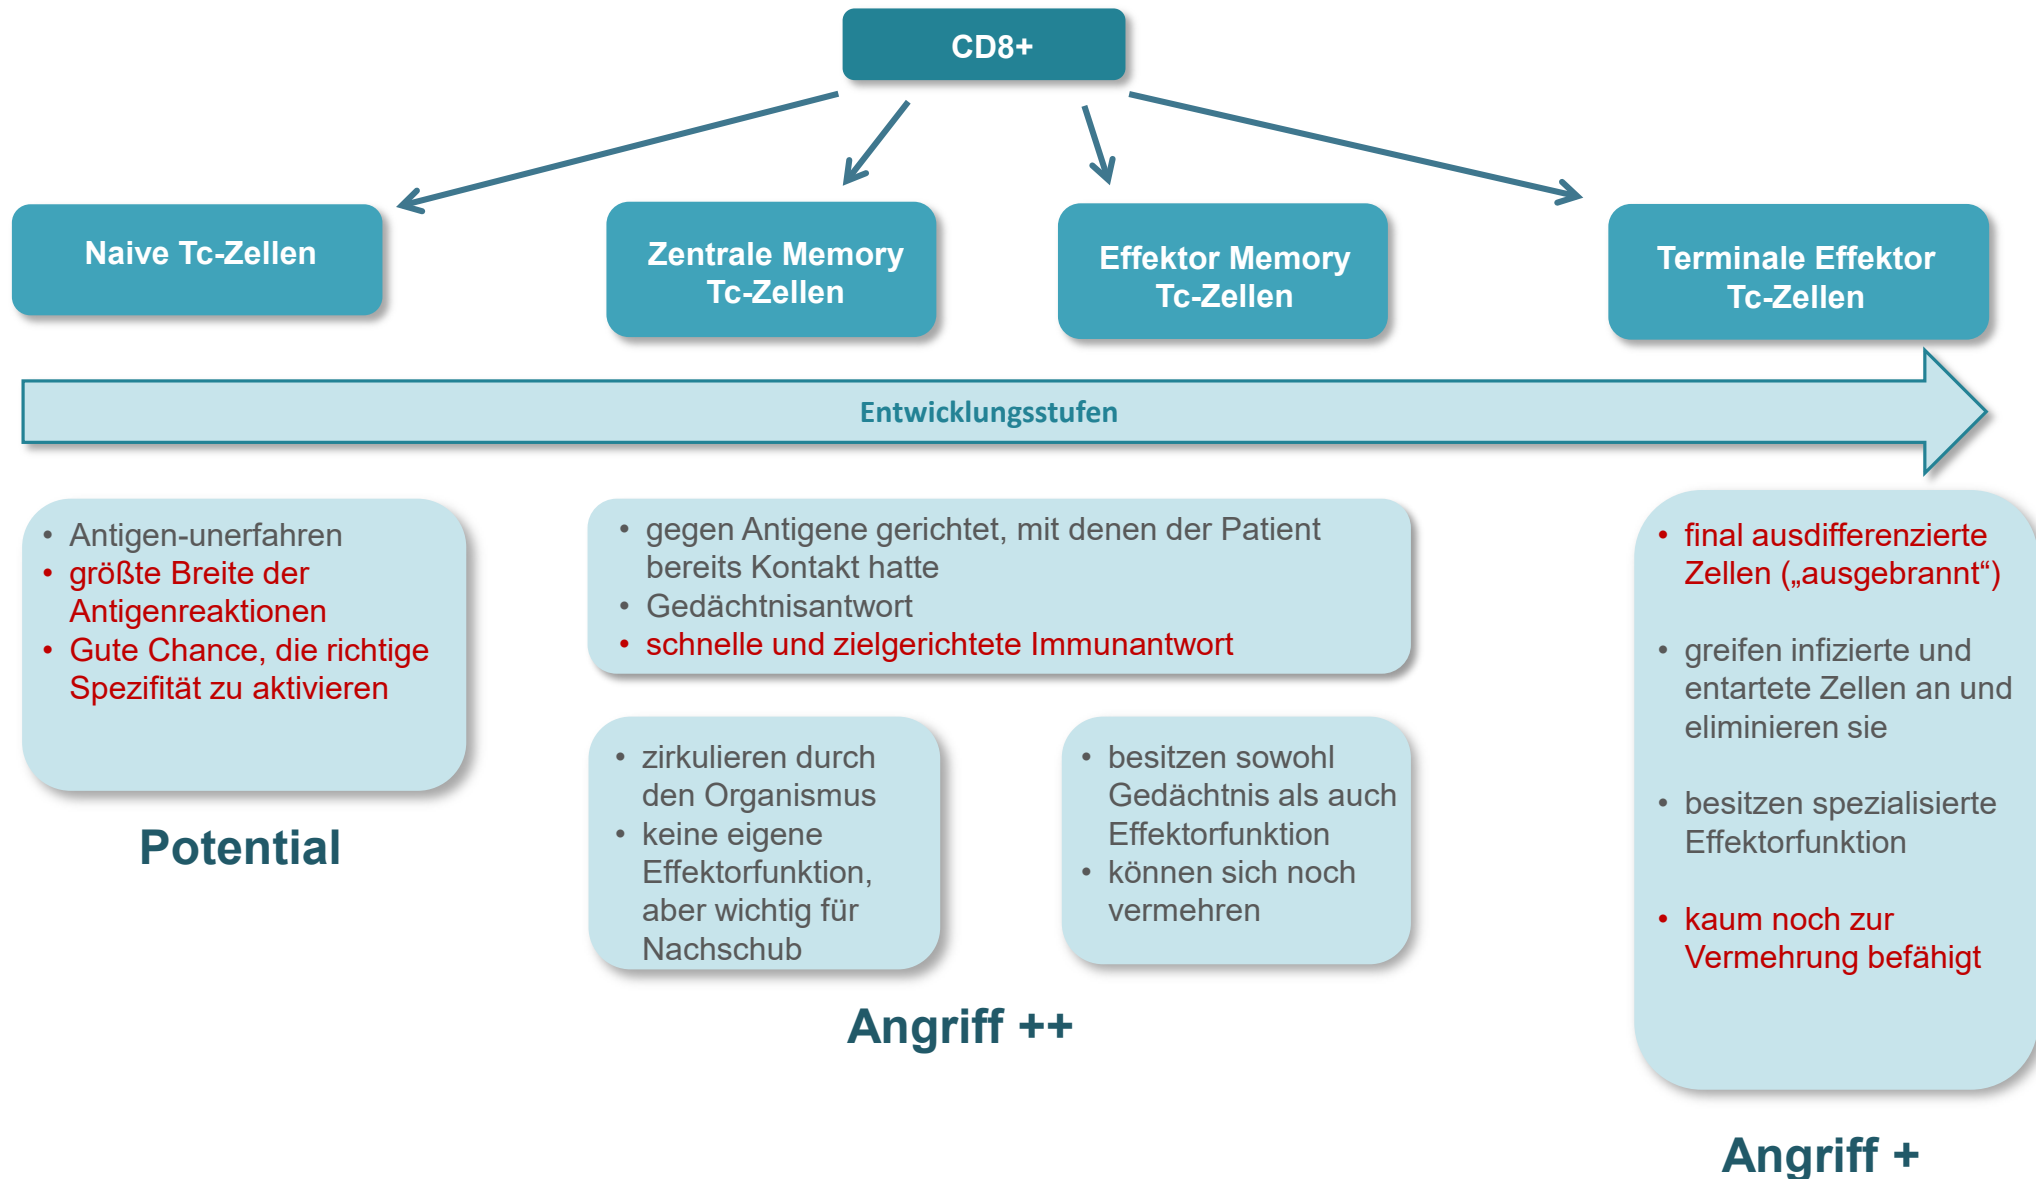 CD8+
Naive Tc-Zellen
Zentrale Memory
Tc-Zellen
Effektor Memory
Tc-Zellen
Terminale Effektor
Tc-Zellen
Entwicklungsstufen
• Antigen-unerfahren
• größte Breite der
Antigenreaktionen
• Gute Chance, die richtige
Spezifität zu aktivieren
Potential
• gegen Antigene gerichtet, mit denen der Patient
bereits Kontakt hatte
• Gedächtnisantwort
• schnelle und zielgerichtete Immunantwort
• zirkulieren durch
den Organismus
• keine eigene
Effektorfunktion,
aber wichtig für
Nachschub
• besitzen sowohl
Gedächtnis als auch
Effektorfunktion
• können sich noch
vermehren
Angriff ++
• final ausdifferenzierte
Zellen („ausgebrannt“)
• greifen infizierte und
entartete Zellen an und
eliminieren sie
• besitzen spezialisierte
Effektorfunktion
• kaum noch zur
Vermehrung befähigt
Angriff +